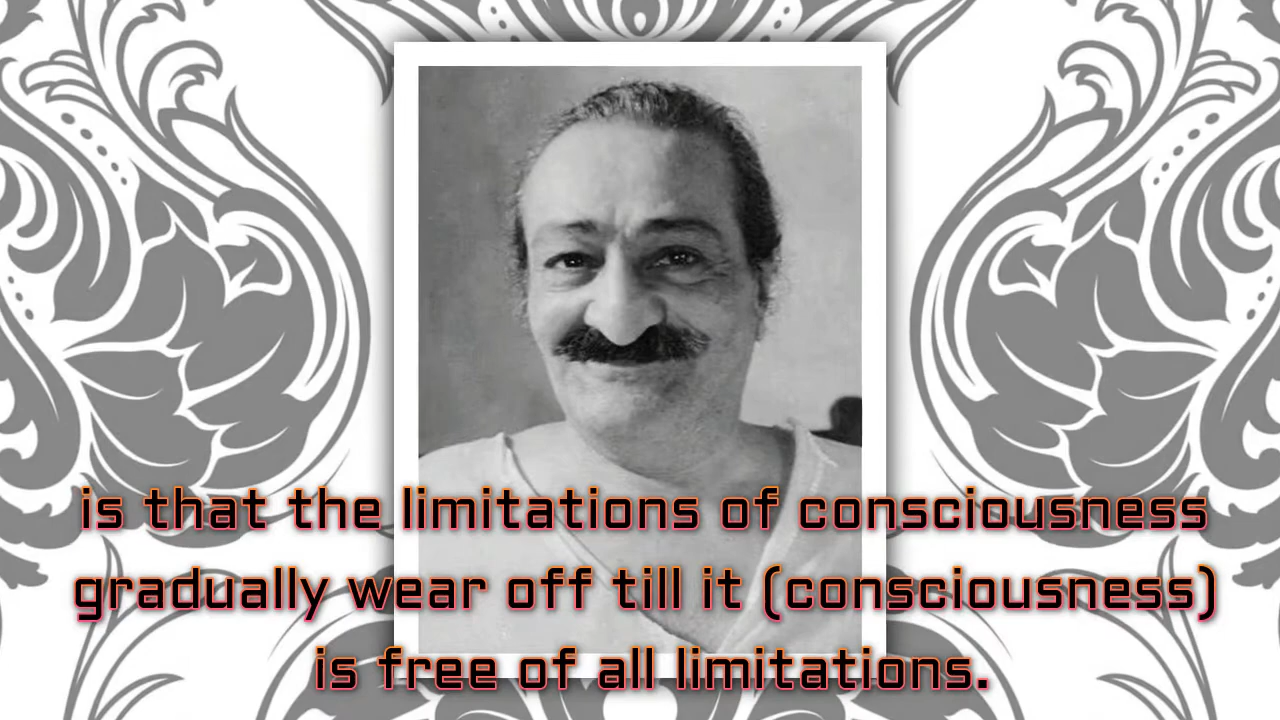 is that the limitations of consciousness
gradually wear off till it (consciousness)
is free of all limitations.